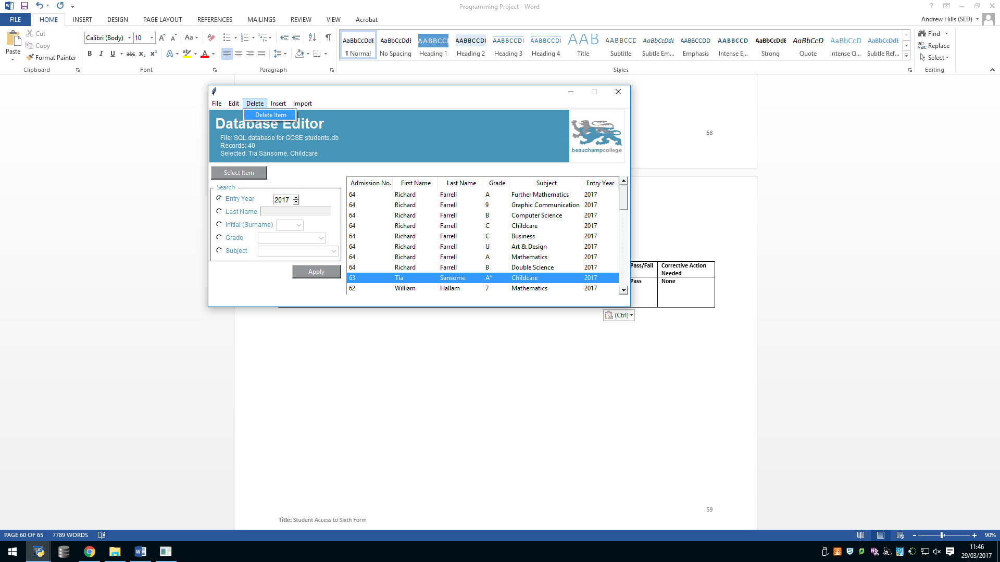 Programming Project - Word
FILE HOME INSERT DESIGN PAGE LAYOUT REFERENCES MAILINGS REVIEW VIEW Acrobat
Andrew Hills (SED)
Paste
Cut
Copy
Format Painter
Clipboard
Calibri (Body) 10
Font
Paragraph
AaBbCcDdE ¶ Normal
AaBbCcDdE No Spacing
AABBCCI Heading 1
AABBCCDI Heading 2
AABBCCDI Heading 3
AABBCCDI Heading 4
AAB Title
AABBCCD Subtitle
AaBbCcDdE Subtle Em...
AABBCCDD Emphasis
AABBCCD Intense E...
AaBbCcDdE Strong
AaBbCcD Quote
AaBbCcD Intense Q...
AaBbCcDdE Subtle Ref...
Styles
Find
Replace
Select
Editing
File Edit Delete Insert Import
Delete Item
Database Editor
File: SQL database for GCSE students.db
Records: 40
Selected: Tia Sansome, Childcare
beauchampcollege
58
Select Item
Search
Entry Year 2017
Last Name
Initial (Surname)
Grade
Subject
Apply
Admission No. First Name Last Name Grade Subject Entry Year
64 Richard Farrell A Further Mathematics 2017
64 Richard Farrell 9 Graphic Communication 2017
64 Richard Farrell B Computer Science 2017
64 Richard Farrell C Childcare 2017
64 Richard Farrell C Business 2017
64 Richard Farrell U Art & Design 2017
64 Richard Farrell A Mathematics 2017
64 Richard Farrell B Double Science 2017
63 Tia Sansome A* Childcare 2017
62 William Hallam 7 Mathematics 2017
Pass/Fail
Corrective Action
Needed
Pass
None
(Ctrl)
59
Title: Student Access to Sixth Form
PAGE 60 OF 65 7789 WORDS
90%
11:46
29/03/2017